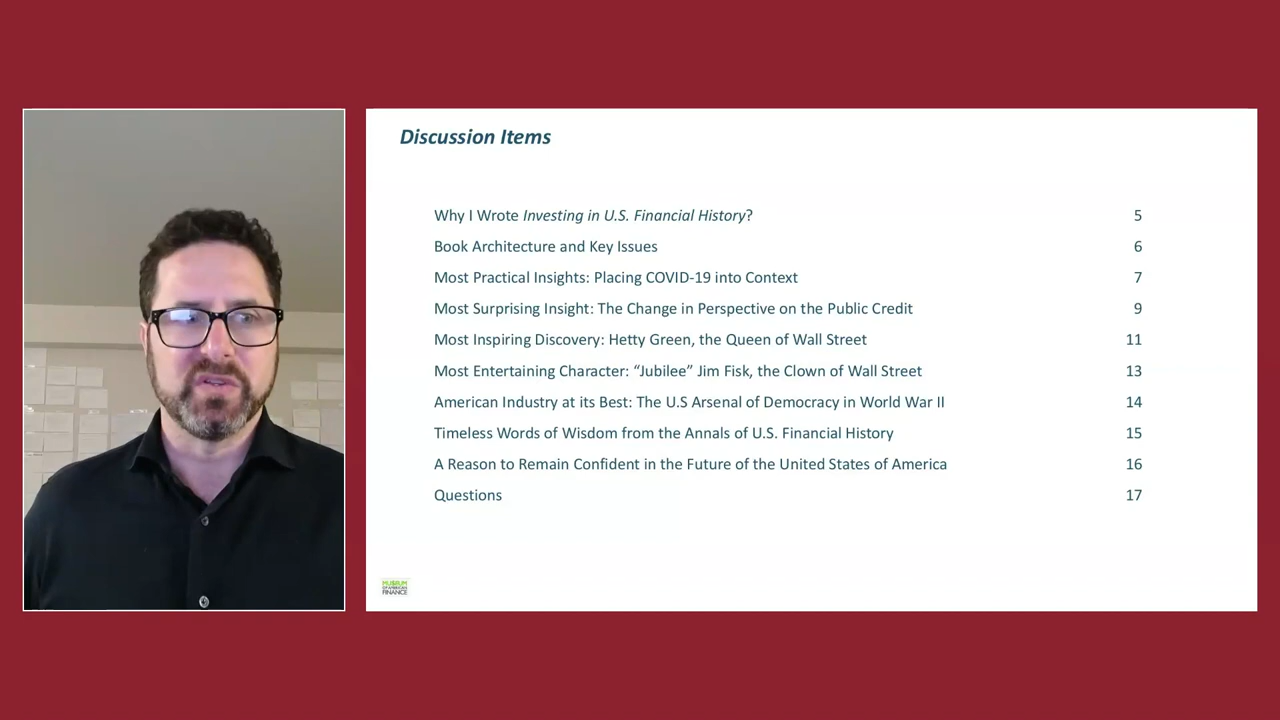 Discussion Items
Why I Wrote Investing in U.S. Financial History? 5
Book Architecture and Key Issues 6
Most Practical Insights: Placing COVID-19 into Context 7
Most Surprising Insight: The Change in Perspective on the Public Credit 9
Most Inspiring Discovery: Hetty Green, the Queen of Wall Street 11
Most Entertaining Character: “Jubilee” Jim Fisk, the Clown of Wall Street 13
American Industry at its Best: The U.S Arsenal of Democracy in World War II 14
Timeless Words of Wisdom from the Annals of U.S. Financial History 15
A Reason to Remain Confident in the Future of the United States of America 16
Questions 17
MUSEUM
OF AMERICAN
FINANCE